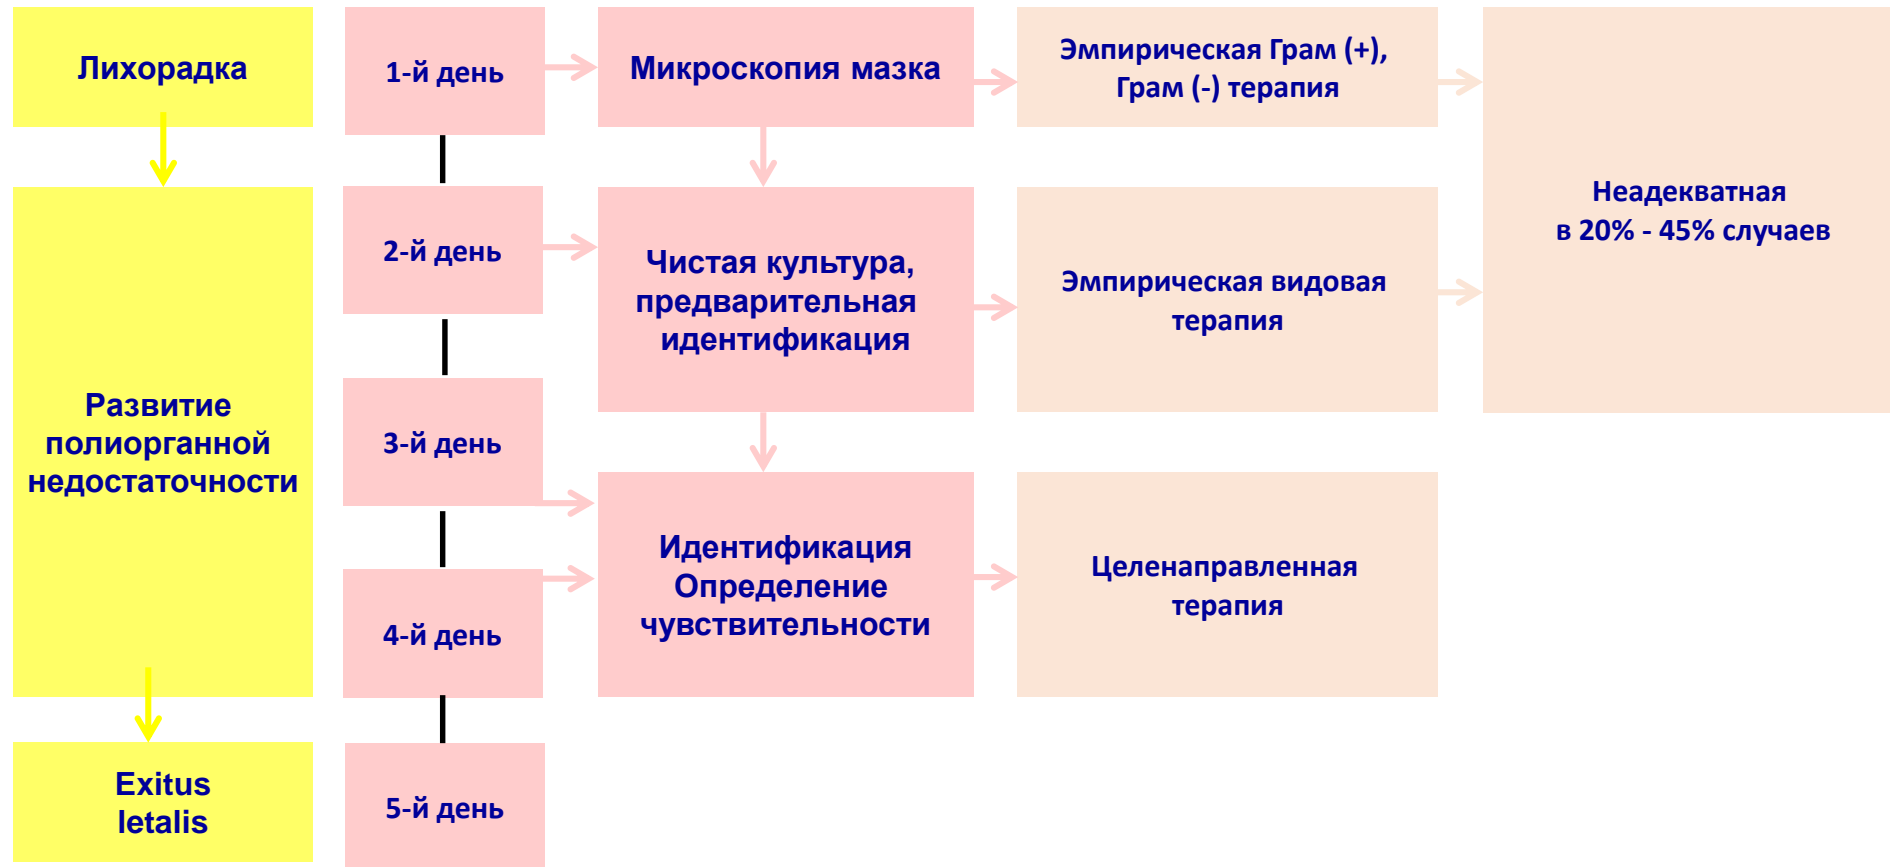 Лихорадка
1-й день
Микроскопия мазка
Эмпирическая Грам (+),
Грам (-) терапия
Неадекватная
в 20% - 45% случаев
2-й день
Чистая культура,
предварительная
идентификация
Эмпирическая видовая
терапия
Развитие
полиорганной
недостаточности
3-й день
Идентификация
Определение
чувствительности
Целенаправленная
терапия
4-й день
Exitus
letalis
5-й день